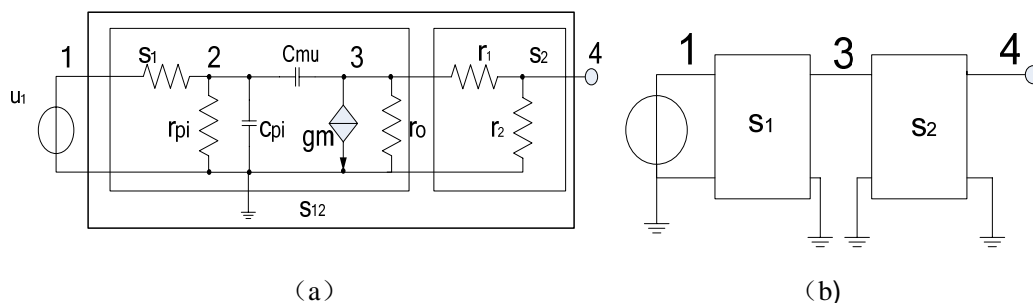 1
s1
2
Cmu
3
r1
s2
4
u1
rpi
cpi
gm
ro
r2
s12
（a）
1
3
4
s1
s2
（b)